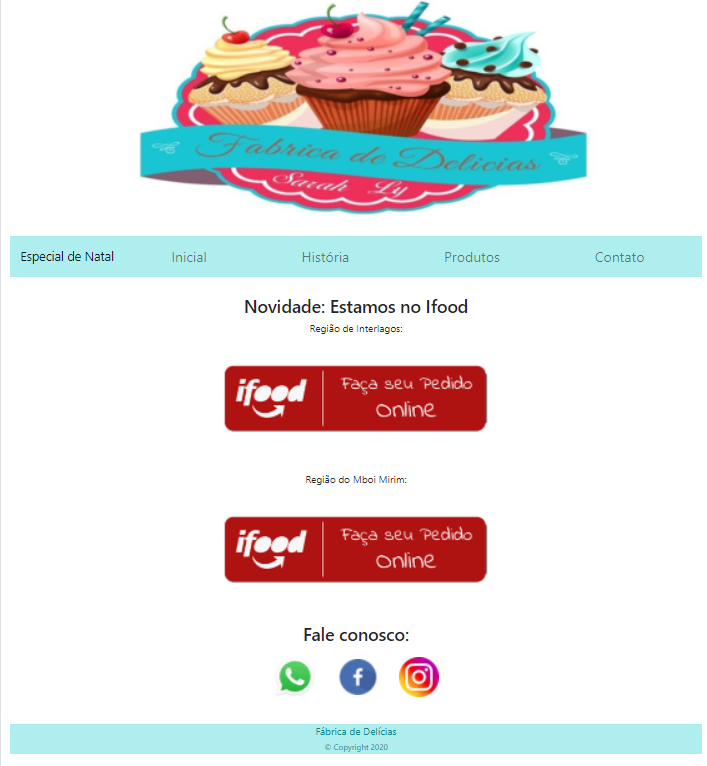 Fabrica de Delicias
Sarah Ly
Especial de Natal Inicial História Produtos Contato
Novidade: Estamos no Ifood
Região de Interlagos:
ifood Faça seu Pedido
Online
Região do Mboi Mirim:
ifood Faça seu Pedido
Online
Fale conosco:
Fábrica de Delícias
© Copyright 2020